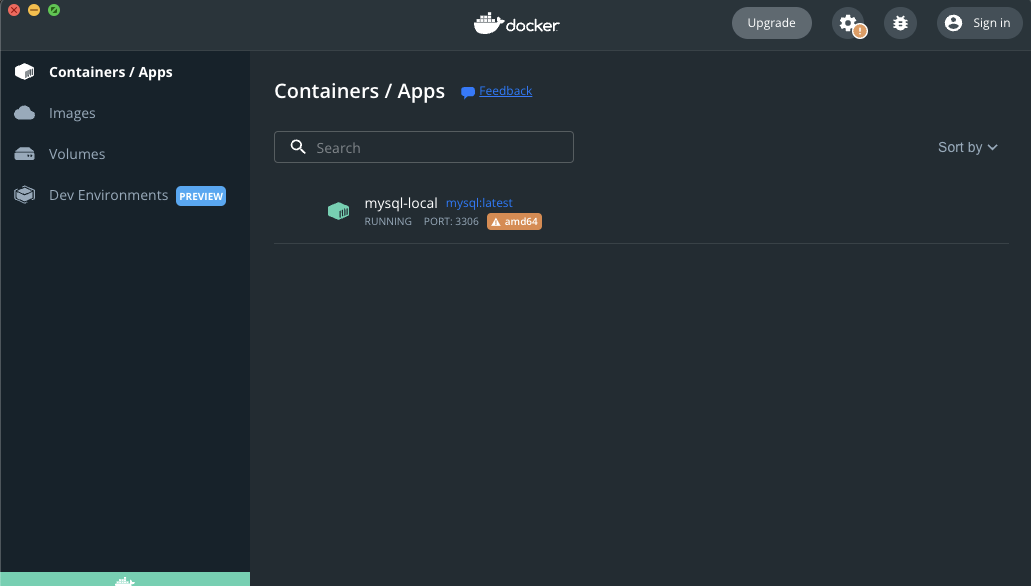 docker
Upgrade
!
Sign in
Containers / Apps
Images
Volumes
Dev Environments PREVIEW
Containers / Apps Feedback
Search
Sort by
mysql-local mysql:latest
RUNNING PORT: 3306 amd64